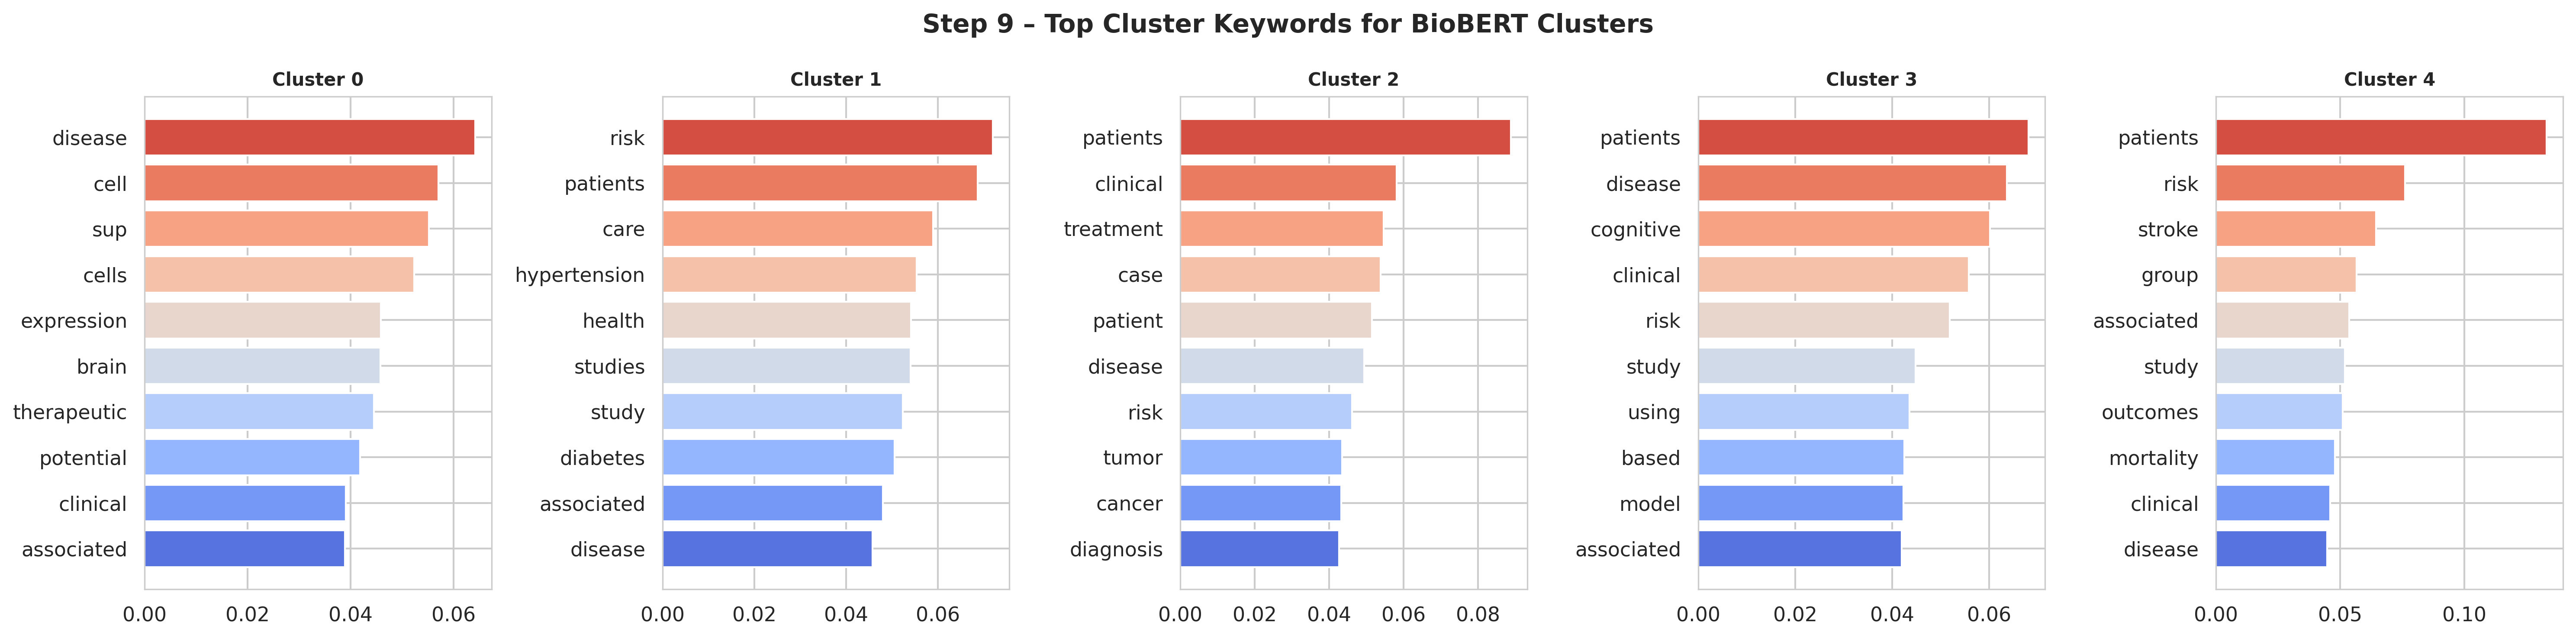 Step 9 – Top Cluster Keywords for BioBERT Clusters
Cluster 0
disease
cell
sup
cells
expression
brain
therapeutic
potential
clinical
associated
0.00 0.02 0.04 0.06
Cluster 1
risk
patients
care
hypertension
health
studies
study
diabetes
associated
disease
0.00 0.02 0.04 0.06
Cluster 2
patients
clinical
treatment
case
patient
disease
risk
tumor
cancer
diagnosis
0.00 0.02 0.04 0.06 0.08
Cluster 3
patients
disease
cognitive
clinical
risk
study
using
based
model
associated
0.00 0.02 0.04 0.06
Cluster 4
patients
risk
stroke
group
associated
study
outcomes
mortality
clinical
disease
0.00 0.05 0.10